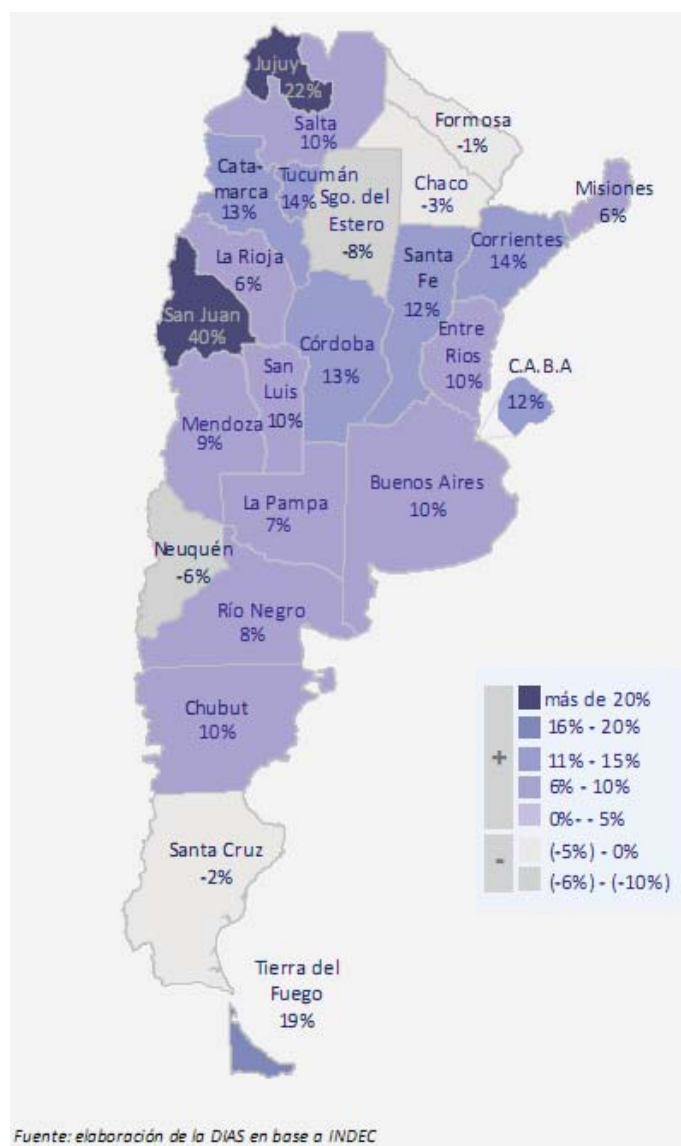 Jujuy
22%
Salta
10%
Formosa
-1%
Cata-
marca
13%
Tucumán
14%
Sgo. del
Estero
-8%
Chaco
-3%
Misiones
6%
La Rioja
6%
Santa
Fe
12%
Corrientes
14%
San Juan
40%
Córdoba
13%
Entre
Rios
10%
C.A.B.A
12%
San
Luis
10%
Mendoza
9%
La Pampa
7%
Buenos Aires
10%
Neuquén
-6%
Río Negro
8%
Chubut
10%
Santa Cruz
-2%
Tierra del
Fuego
19%
+
más de 20%
16% - 20%
11% - 15%
6% - 10%
0%- - 5%
-
(-5%) - 0%
(-6%) - (-10%)
Fuente: elaboración de la DIAS en base a INDEC